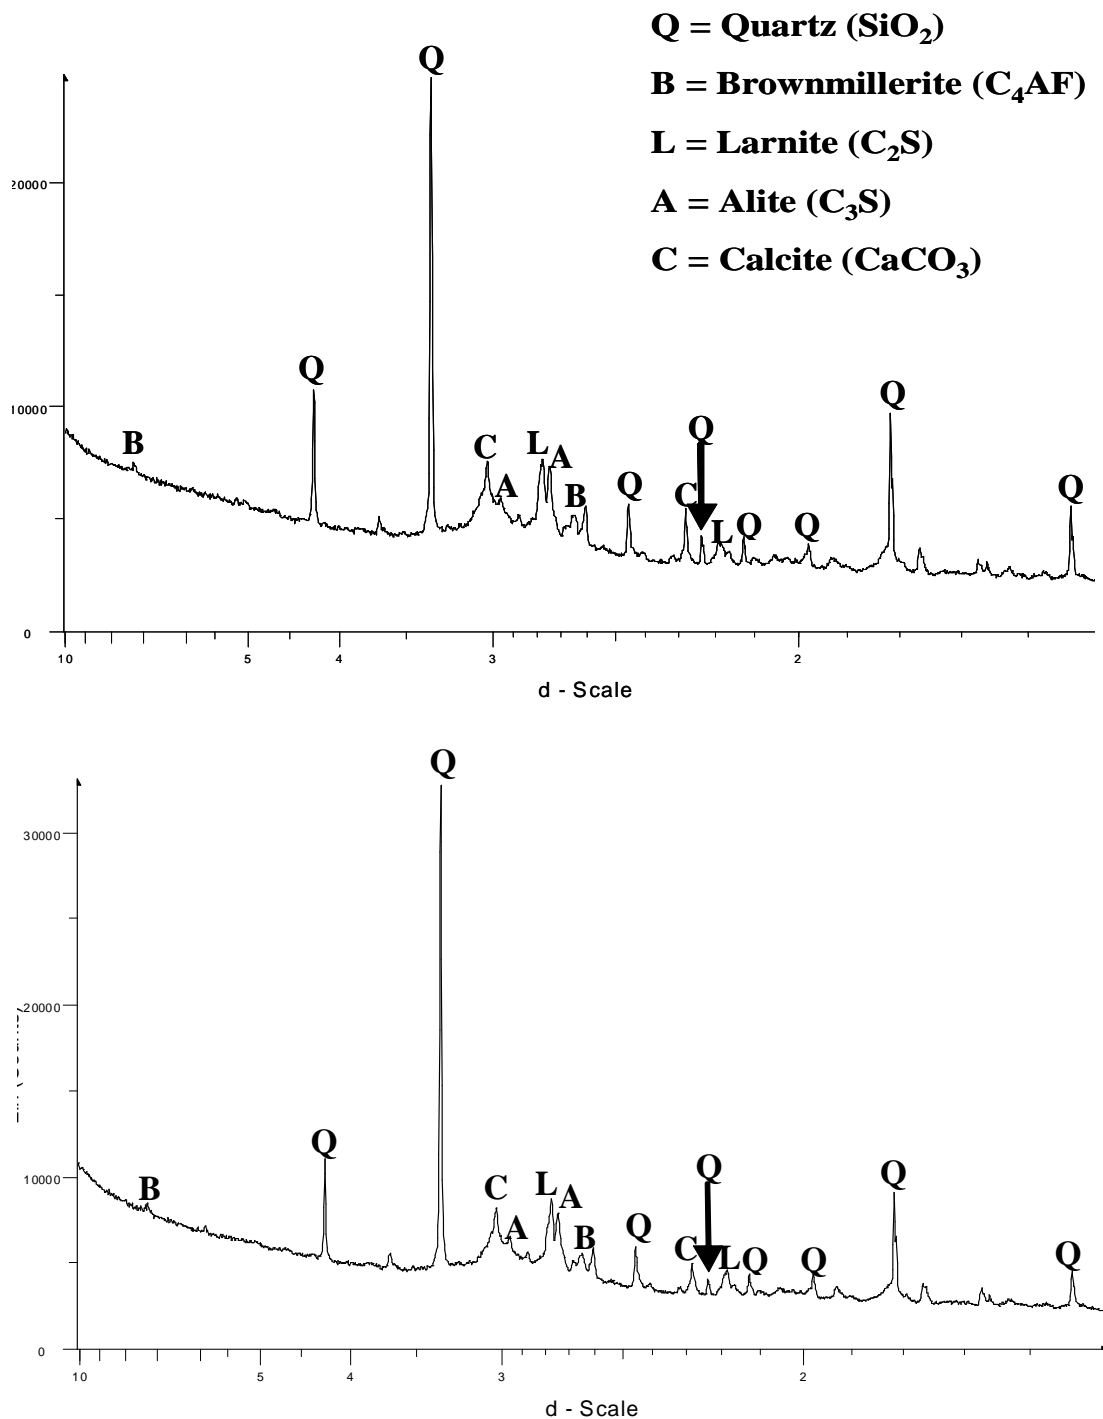 Q = Quartz (SiO₂)
B = Brownmillerite (C₄AF)
L = Larnite (C₂S)
A = Alite (C₃S)
C = Calcite (CaCO₃)
Q
20000
Q
10000
B
C
L
A
A
B
Q
C
Q
L
Q
Q
Q
Q
0
10
5
4
3
2
d - Scale
Q
30000
20000
Q
10000
B
C
A
L
A
B
Q
C
Q
L
Q
Q
Q
Q
0
10
5
4
3
2
d - Scale